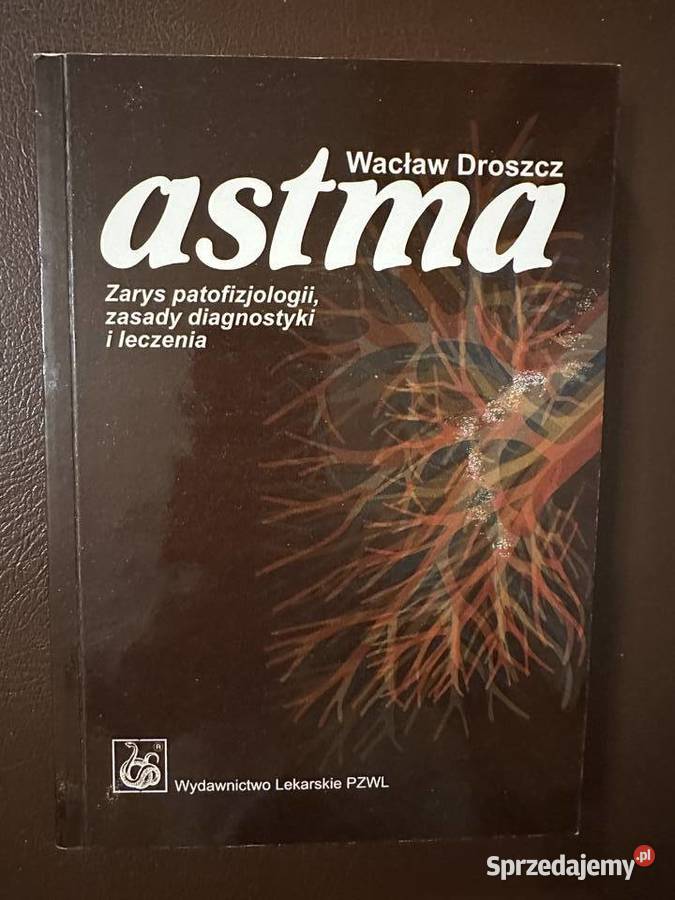 Wacław Droszcz
astma
Zarys patofizjologii,
zasady diagnostyki
i leczenia
®
Wydawnictwo Lekarskie PZWL
Sprzedajemy.pl